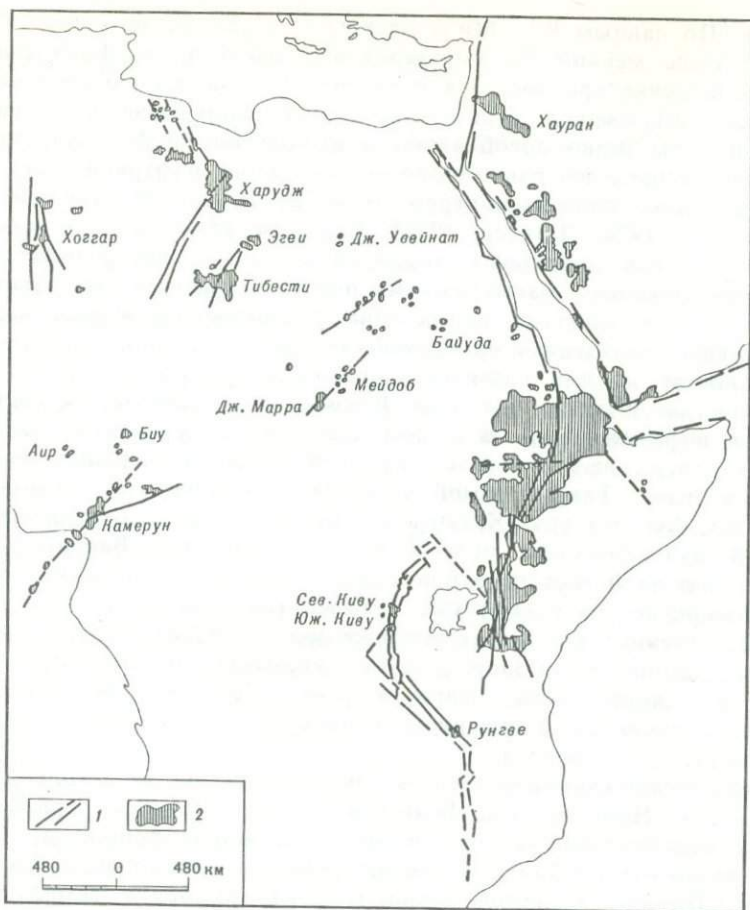 Хауран
Харудж
Хоггар
Эгеи
Дж. Увейнат
Тибести
Байуда
Мейдоб
Дж. Марра
Биу
Аир
Камерун
Сев. Киву
Юж. Киву
Рунгве
1
2
480 0 480 км